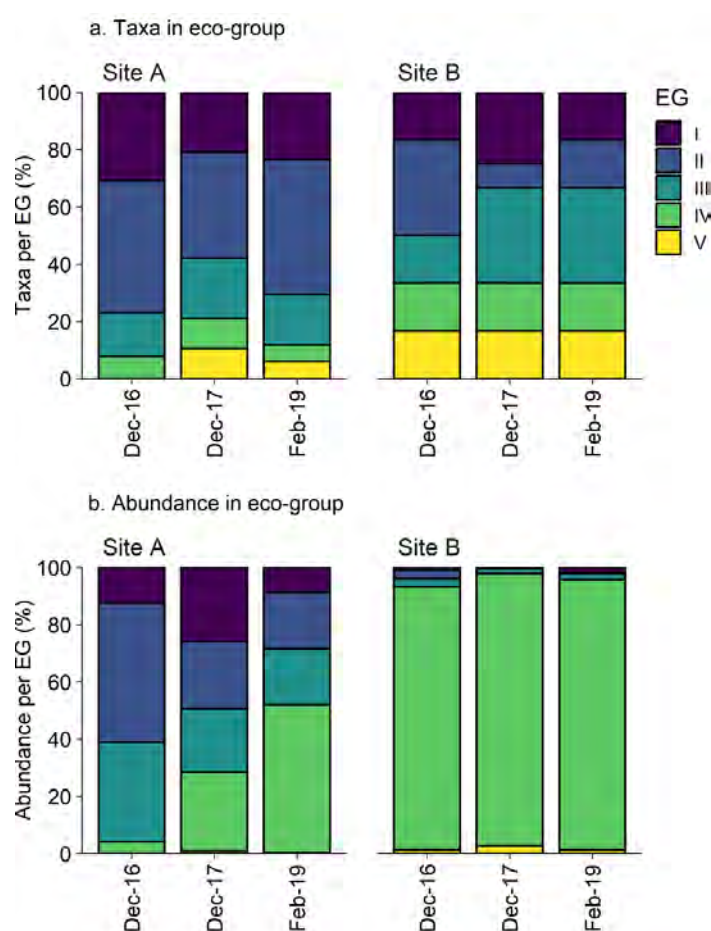 a. Taxa in eco-group
Site A
Site B
EG
I
II
III
IV
V
Taxa per EG (%)
100
80
60
40
20
0
Dec-16
Dec-17
Feb-19
Dec-16
Dec-17
Feb-19
b. Abundance in eco-group
Site A
Site B
Abundance per EG (%)
100
80
60
40
20
0
Dec-16
Dec-17
Feb-19
Dec-16
Dec-17
Feb-19